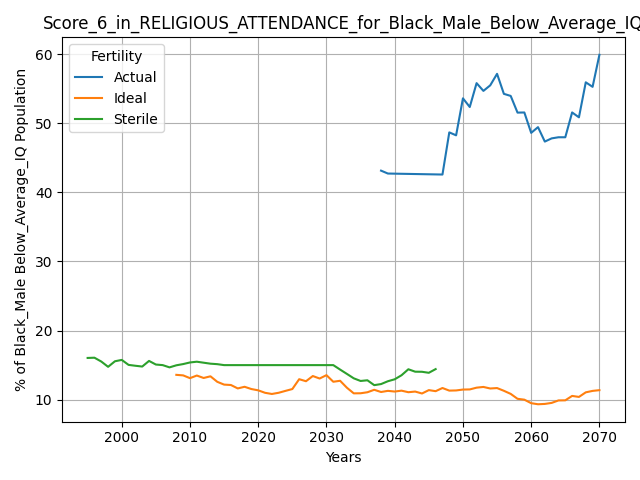 Score_6_in_RELIGIOUS_ATTENDANCE_for_Black_Male_Below_Average_IQ
Fertility
Actual
Ideal
Sterile
% of Black_Male Below_Average_IQ Population
60
50
40
30
20
10
2000 2010 2020 2030 2040 2050 2060 2070
Years